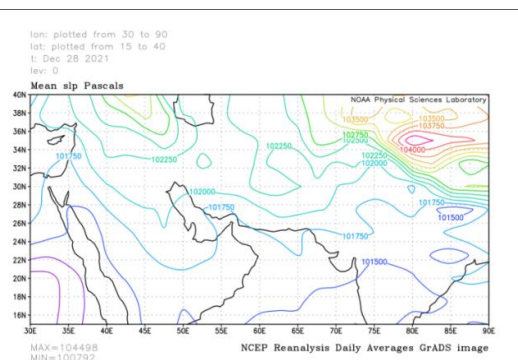 lon: plotted from 30 to 90
lat: plotted from 15 to 40
t: Dec 28 2021
lev: 0
Mean slp Pascals
NOAA Physical Sciences Laboratory
40N
38N
36N
34N
32N
30N
28N
26N
24N
22N
20N
18N
16N
103500
103500
103750
102750
102500
104000
101750
102250
102250
102000
102000
101750
101750
101500
101750
101500
101500
30E 35E 40E 45E 50E 55E 60E 65E 70E 75E 80E 85E 90E
MAX=104498
MIN=100792
NCEP Reanalysis Daily Averages GrADS image